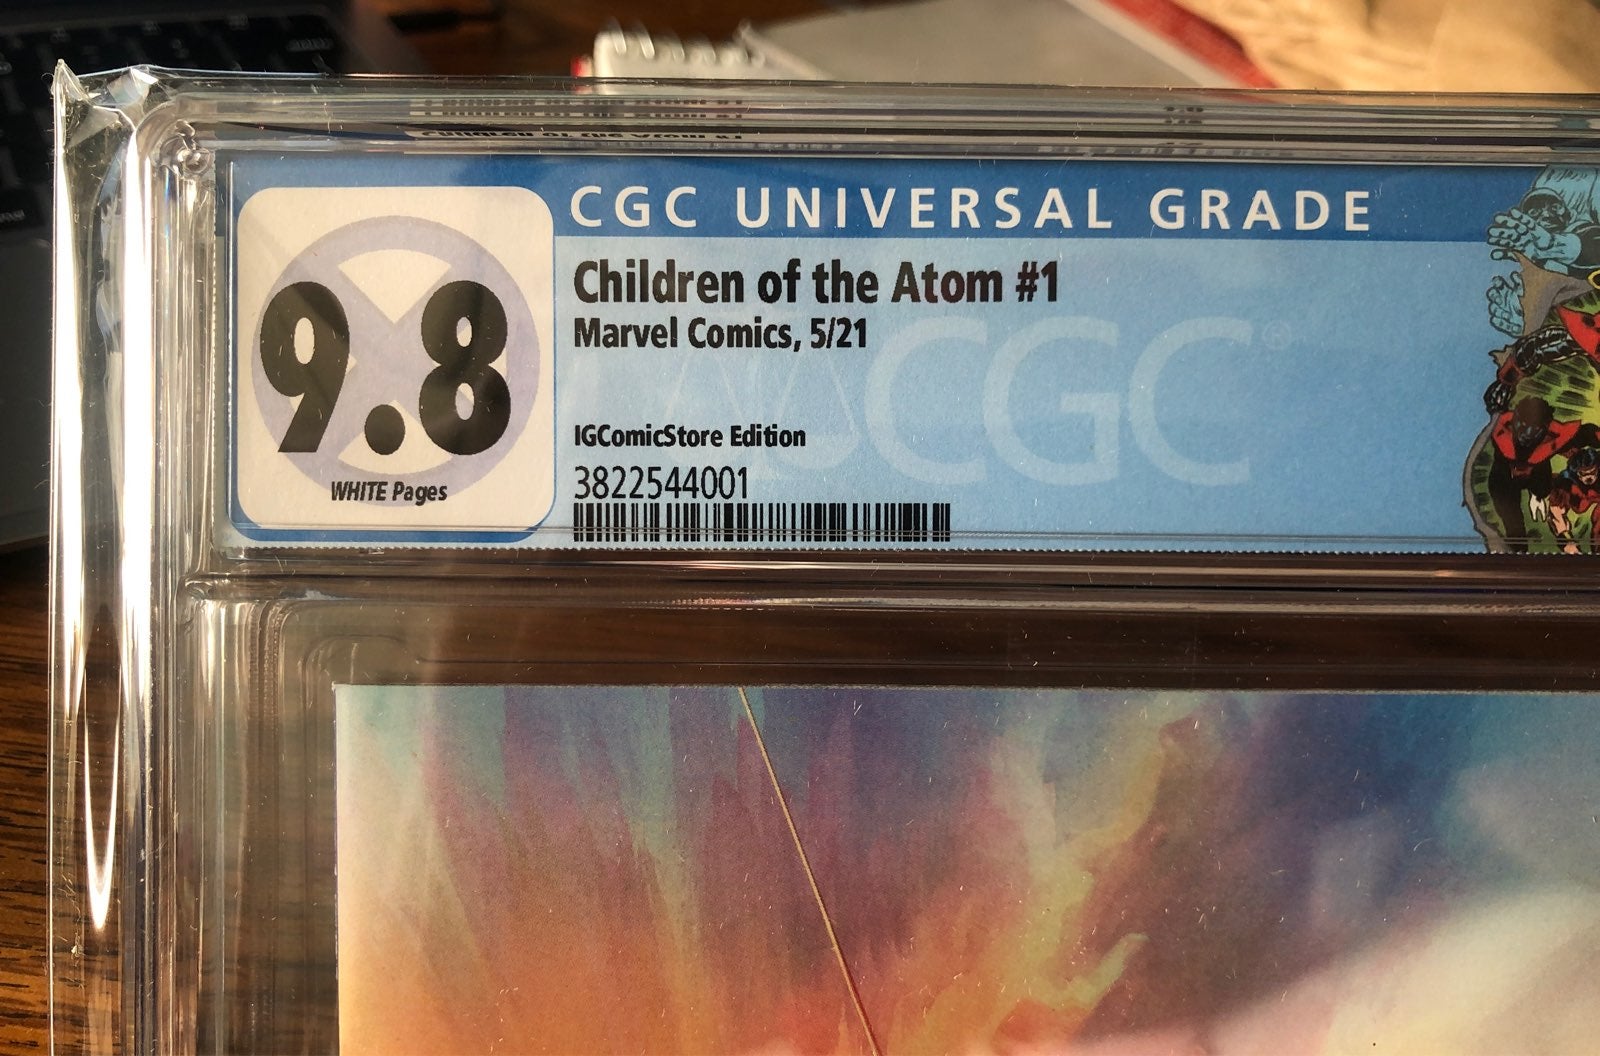 CGC UNIVERSAL GRADE
9.8
WHITE Pages
Children of the Atom #1
Marvel Comics, 5/21
CGC
IGComicStore Edition
3822544001